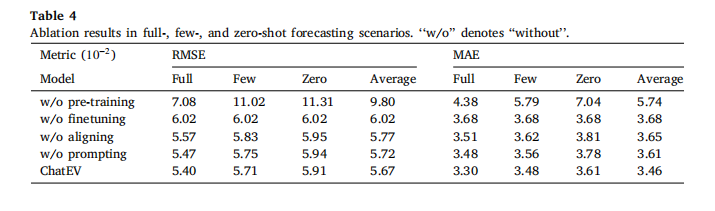 Table 4
Ablation results in full-, few-, and zero-shot forecasting scenarios. ‘‘w/o’’ denotes “without”.
Metric (10−2) RMSE MAE
Model Full Few Zero Average Full Few Zero Average
w/o pre-training 7.08 11.02 11.31 9.80 4.38 5.79 7.04 5.74
w/o finetuning 6.02 6.02 6.02 6.02 3.68 3.68 3.68 3.68
w/o aligning 5.57 5.83 5.95 5.77 3.51 3.62 3.81 3.65
w/o prompting 5.47 5.75 5.94 5.72 3.48 3.56 3.78 3.61
ChatEV 5.40 5.71 5.91 5.67 3.30 3.48 3.61 3.46